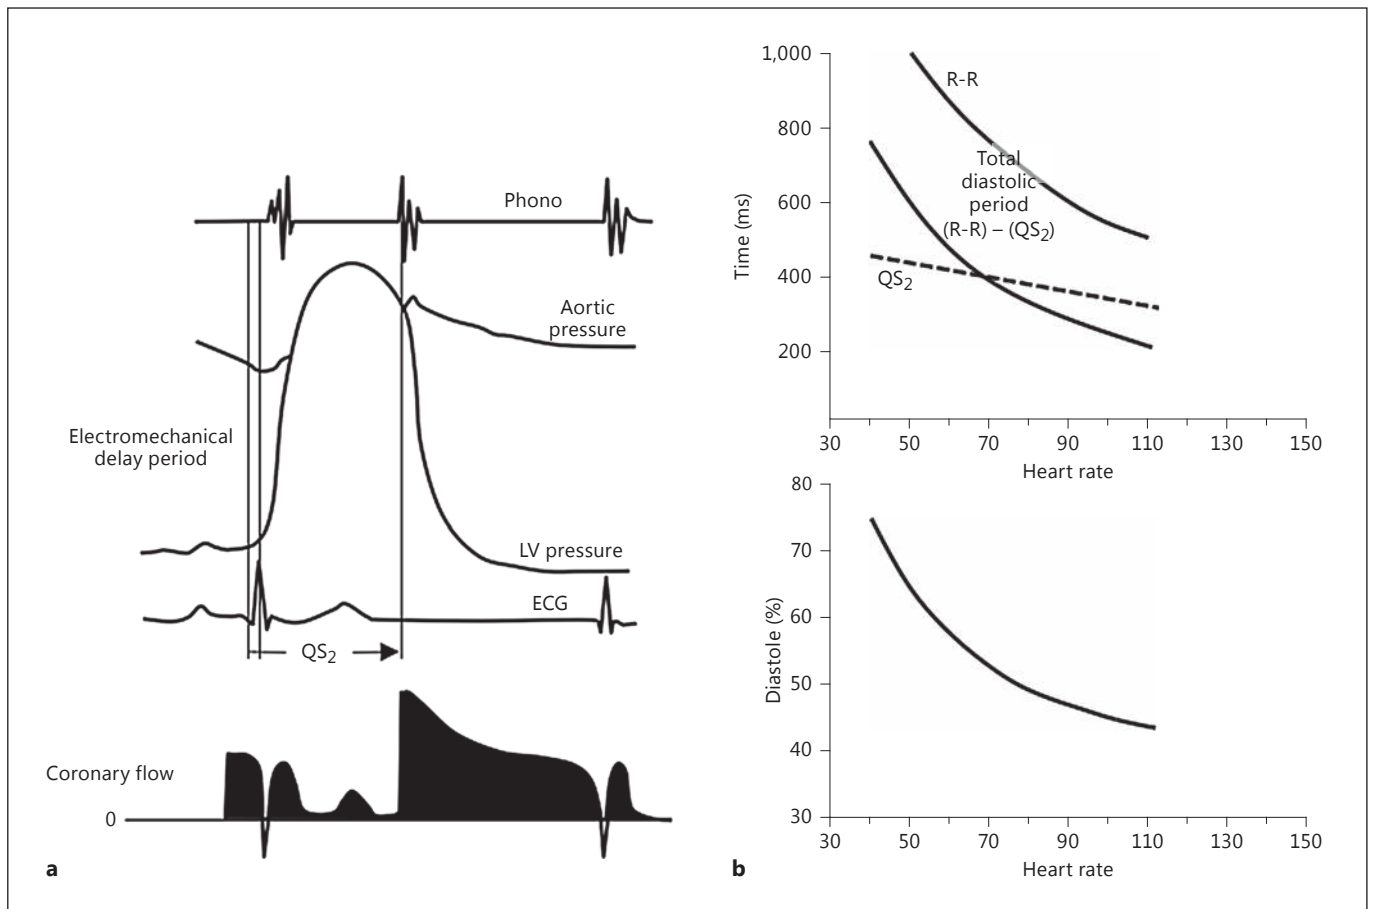 Phono
Aortic
pressure
Electromechanical
delay period
LV pressure
ECG
QS2
Coronary flow
0
a
1,000
800
600
400
200
Time (ms)
R-R
Total
diastolic
period
(R-R) – (QS2)
QS2
30
50
70
90
110
130
150
Heart rate
80
70
60
50
40
30
Diastole (%)
30
50
70
90
110
130
150
Heart rate
b